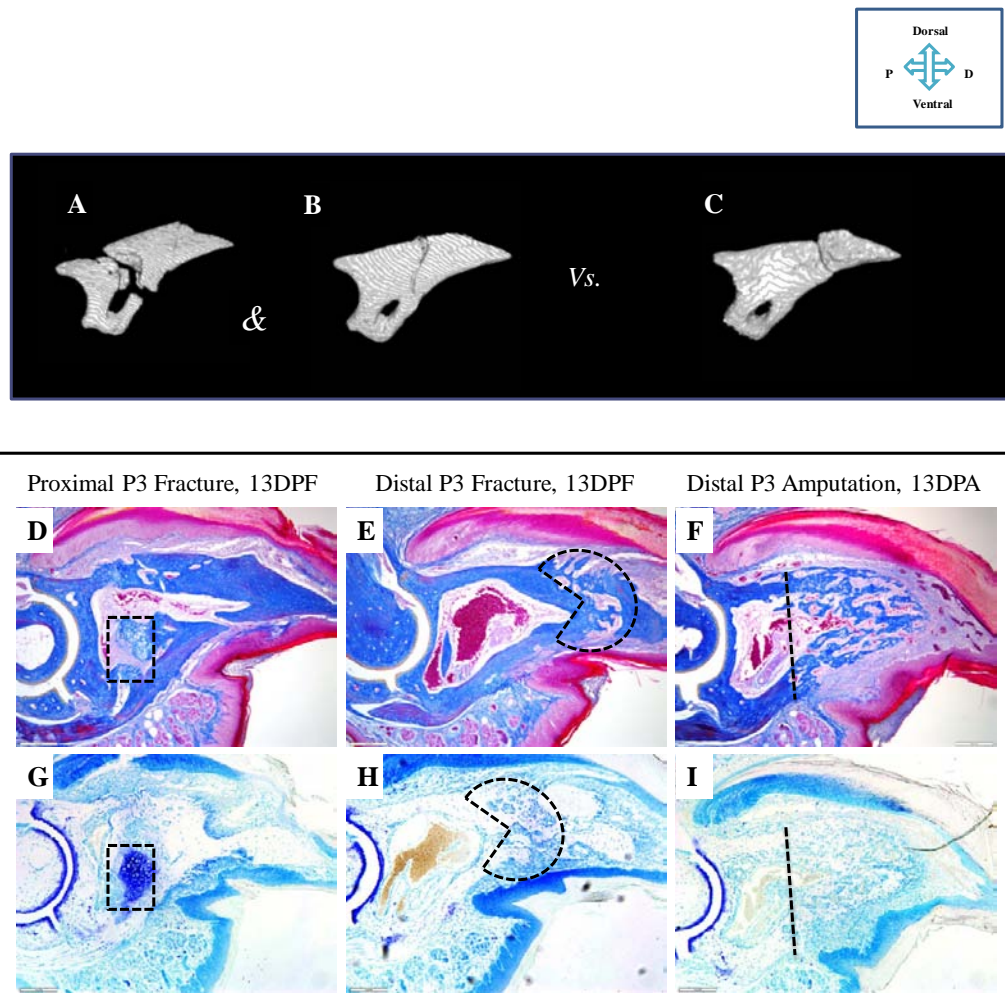 Dorsal
P D
Ventral
A
B
C
&
Vs.
Proximal P3 Fracture, 13DPF
Distal P3 Fracture, 13DPF
Distal P3 Amputation, 13DPA
D
E
F
G
H
I